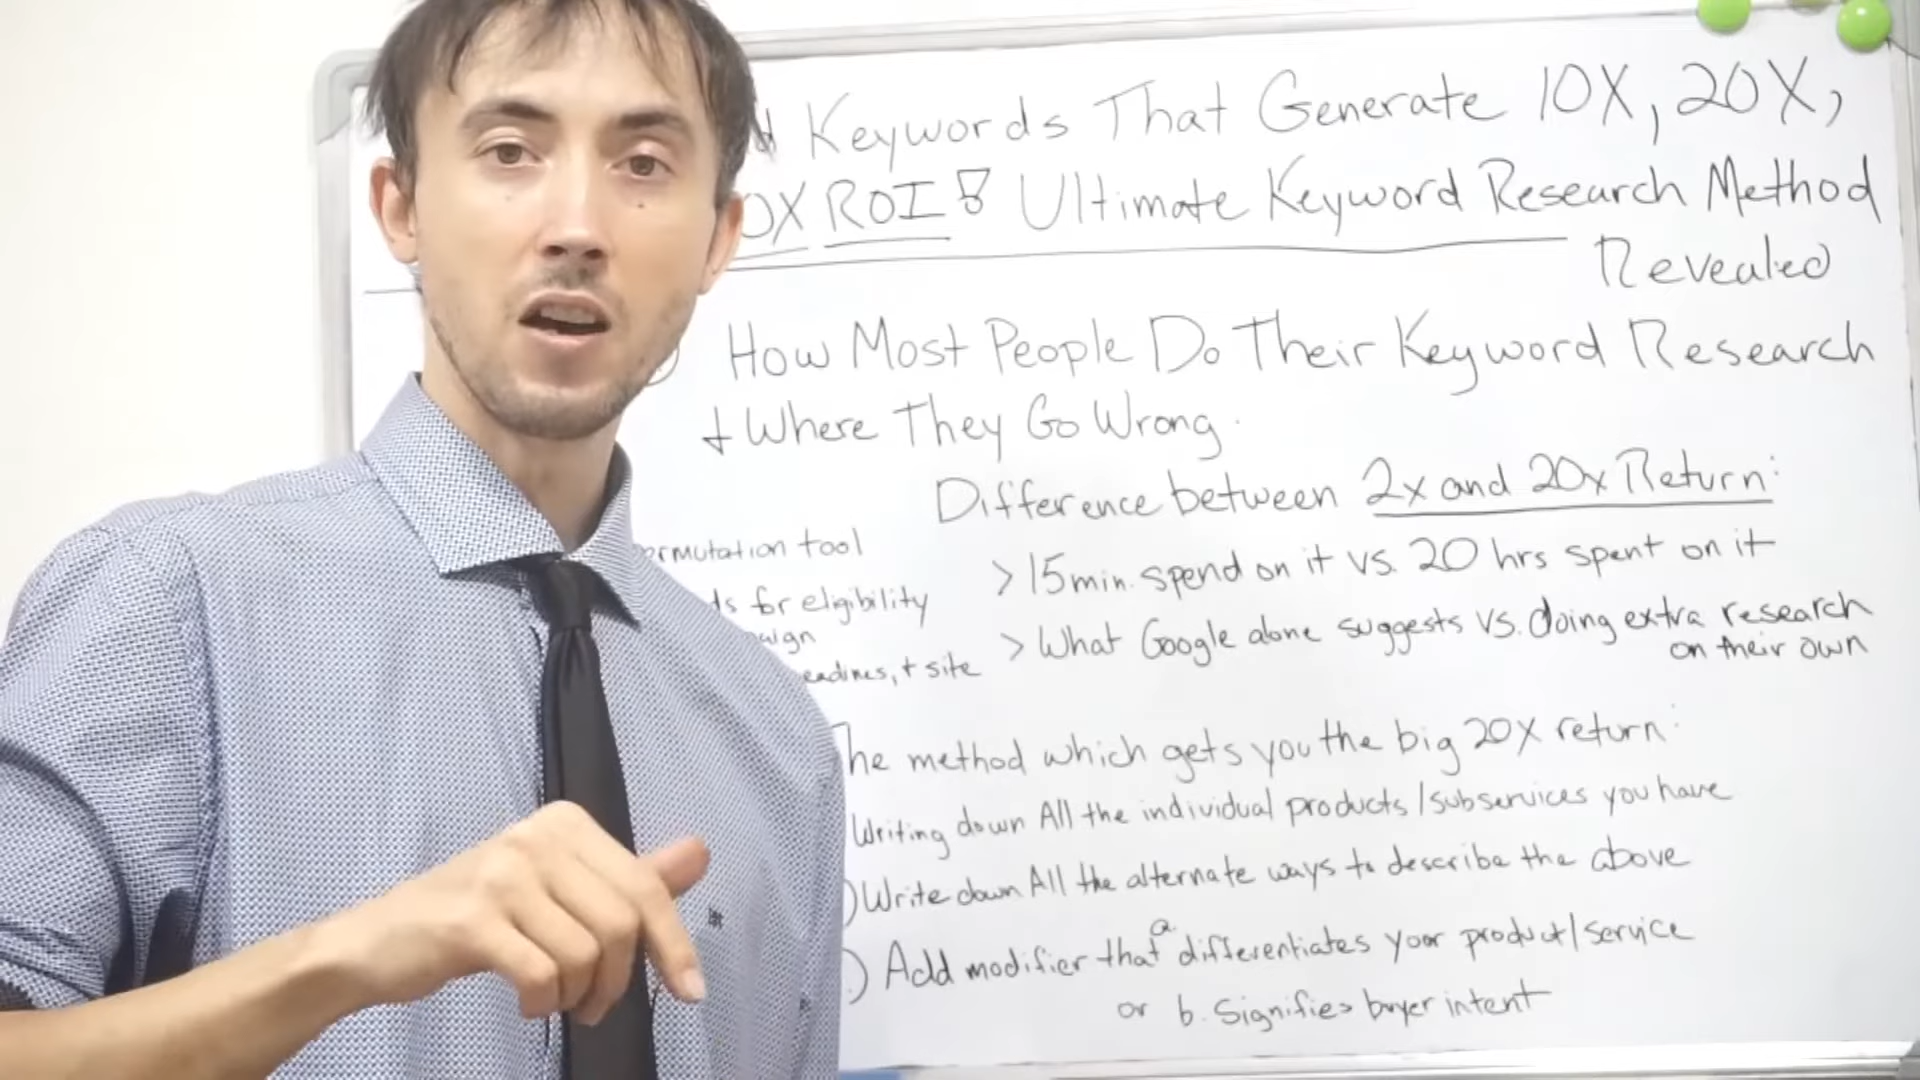 Keywords That Generate 10X, 20X,
0X ROI! Ultimate Keyword Research Method
Revealed
How Most People Do Their Keyword Research
+ Where They Go Wrong.
Difference between 2x and 20x Return:
> 15min. spend on it vs. 20 hrs spent on it
> What Google alone suggests vs. doing extra research
on their own
ermutation tool
ds for eligibility
aign
eadlines, + site
The method which gets you the big 20X return:
Writing down All the individual products/subservices you have
) Write down All the alternate ways to describe the above
) Add modifier that a. differentiates your product/service
or b. Signifies buyer intent